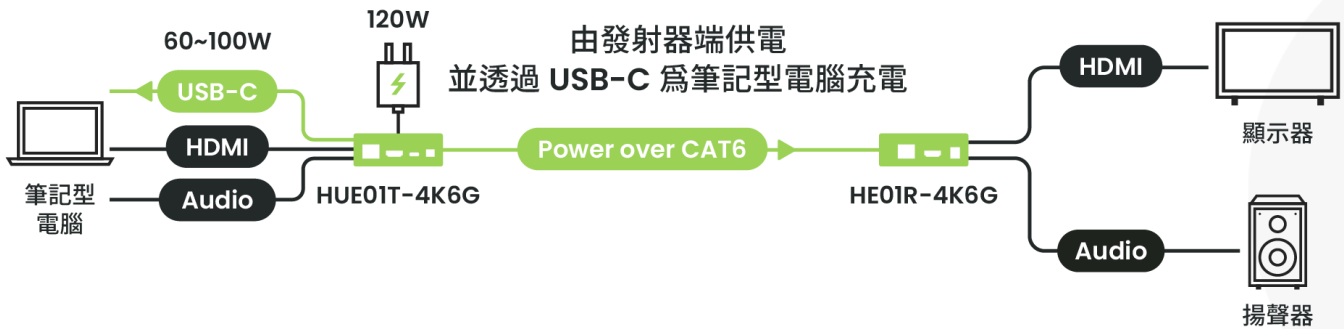 120W
60~100W
由發射器端供電
並透過 USB-C 爲筆記型電腦充電
USB-C
HDMI
Audio
筆記型
電腦
HUE01T-4K6G
Power over CAT6
HE01R-4K6G
HDMI
顯示器
Audio
揚聲器